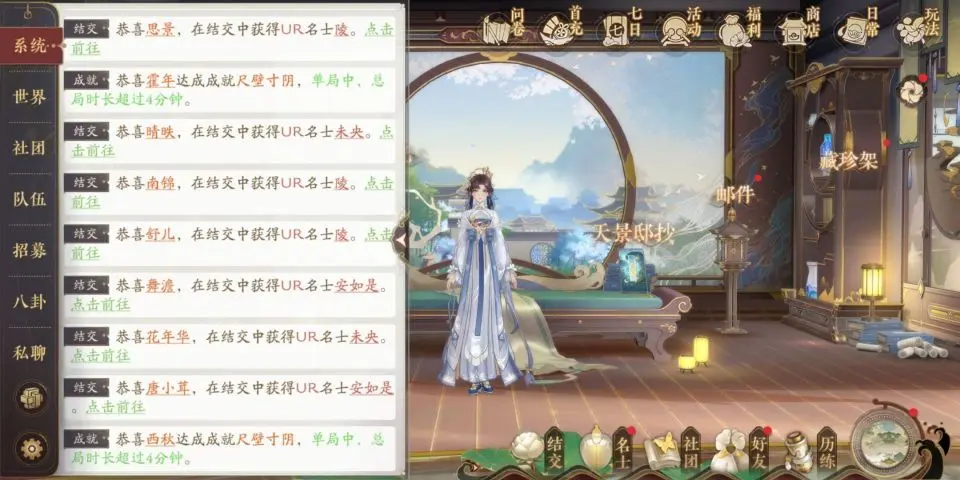 系统
世界
社团
队伍
招募
八卦
私聊
结交 恭喜思景，在结交中获得UR名士陵。点击前往
成就 恭喜霍年达成成就尺璧寸阴，单局中，总局时长超过4分钟。
结交 恭喜晴昳，在结交中获得UR名士未央。点击前往
结交 恭喜南锦，在结交中获得UR名士陵。点击前往
结交 恭喜舒儿，在结交中获得UR名士陵。点击前往
结交 恭喜舞渡，在结交中获得UR名士安如是。点击前往
结交 恭喜花年华，在结交中获得UR名士未央。点击前往
结交 恭喜唐小茸，在结交中获得UR名士安如是。点击前往
成就 恭喜西秋达成成就尺璧寸阴，单局中，总局时长超过4分钟。
问卷
首充
七日
活动
福利
商店
日常
玩法
藏珍架
邮件
天景邸抄
结交
名士
社团
好友
历练